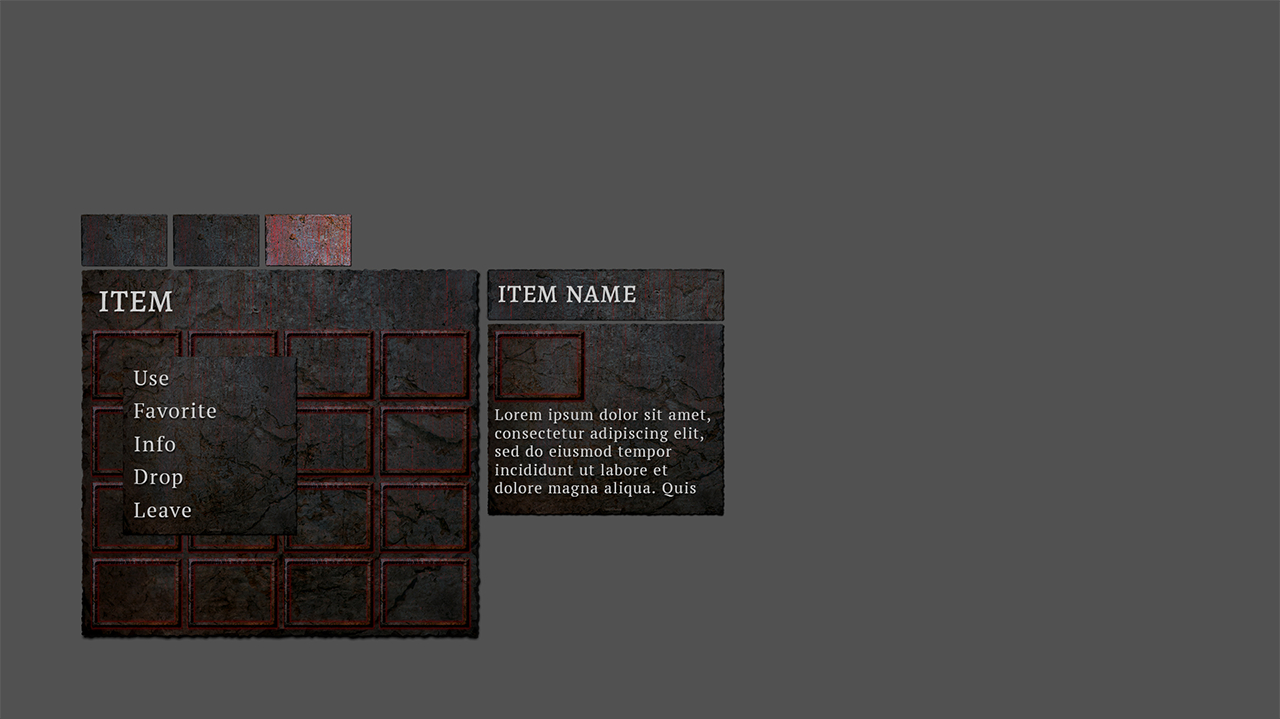 ITEM
Use
Favorite
Info
Drop
Leave
ITEM NAME
Lorem ipsum dolor sit amet,
consectetur adipiscing elit,
sed do eiusmod tempor
incididunt ut labore et
dolore magna aliqua. Quis